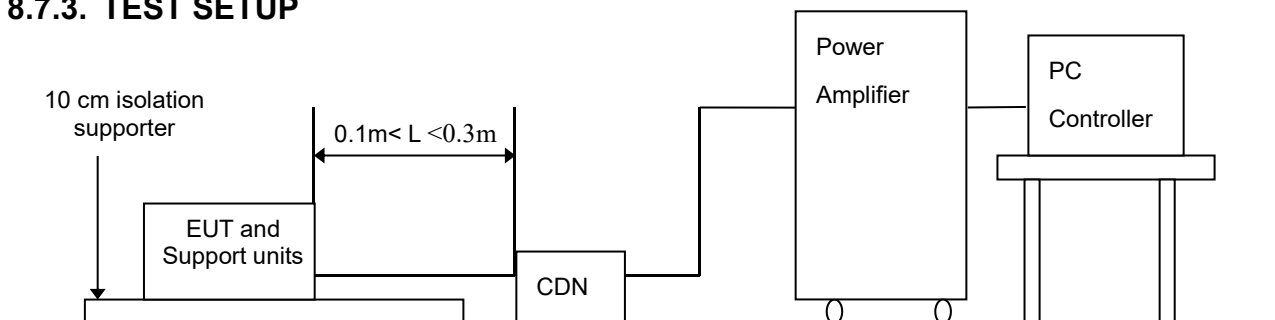 8.7.3. TEST SETUP
10 cm isolation
supporter
0.1m< L <0.3m
EUT and
Support units
CDN
Power
Amplifier
PC
Controller